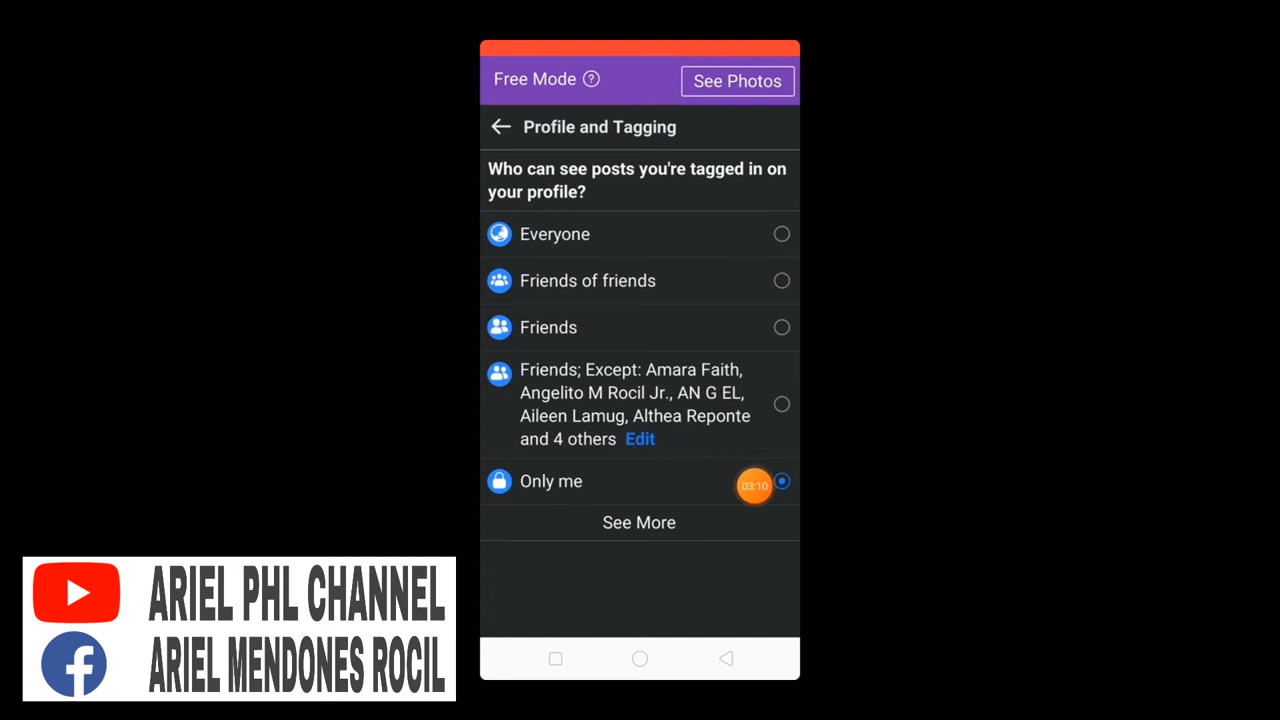 Free Mode ?
See Photos
Profile and Tagging
Who can see posts you're tagged in on
your profile?
Everyone
Friends of friends
Friends
Friends; Except: Amara Faith,
Angelito M Rocil Jr., AN G EL,
Aileen Lamug, Althea Reponte
and 4 others Edit
Only me
03:10
See More
ARIEL PHL CHANNEL
ARIEL MENDONES ROCIL